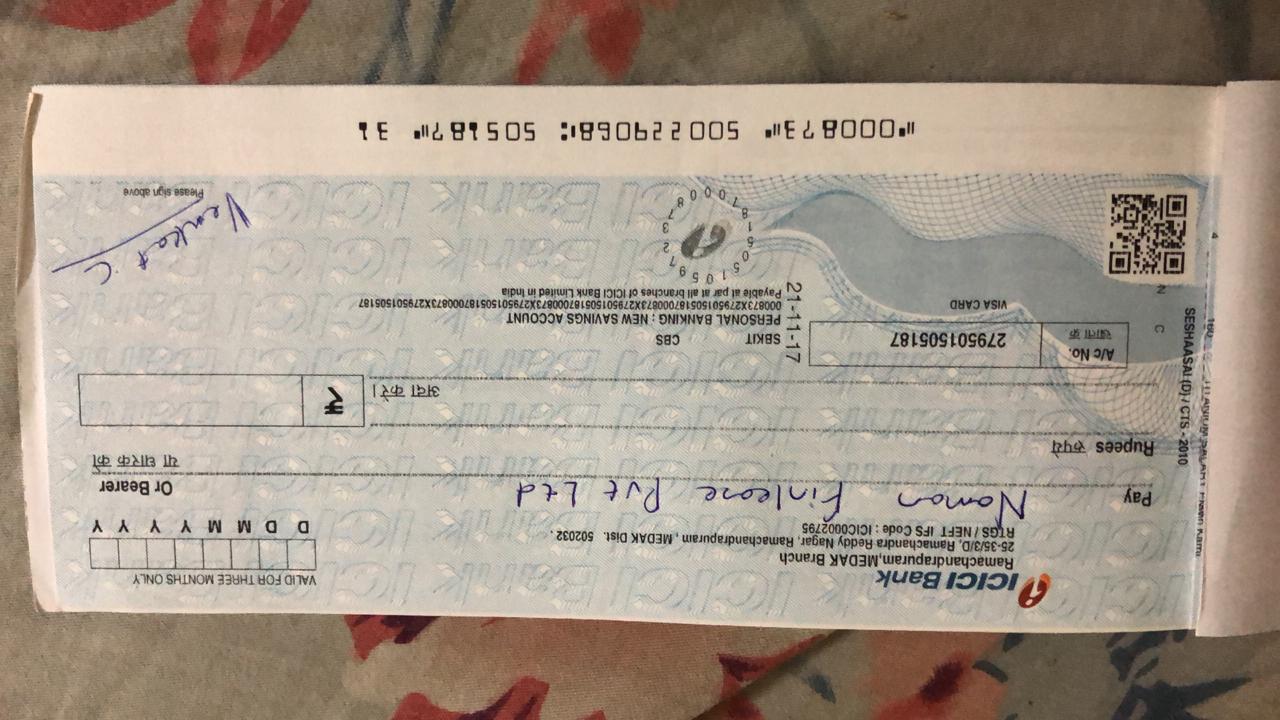 ICICI Bank
Ramachandrapuram,MEDAK Branch
25-35/3/D, Ramachandra Reddy Nagar, Ramachandrapuram , MEDAK Dist. 502032.
RTGS / NEFT IFS Code : ICIC0002795
VALID FOR THREE MONTHS ONLY
D D M M Y Y Y Y
Pay Naman Finlease Pvt Ltd
Or Bearer
या धारक को
Rupees रुपये
अदा करें।
₹
A/c No.
खाता क्र.
279501505187
VISA CARD
21-11-17
SBKIT CBS
PERSONAL BANKING : NEW SAVINGS ACCOUNT
Payable at par at all branches of ICICI Bank Limited in India
SESHAASAI (D) / CTS - 2010
Venkat C
Please sign above
⑈000873⑈ 500229068⑆ 505187⑈ 31